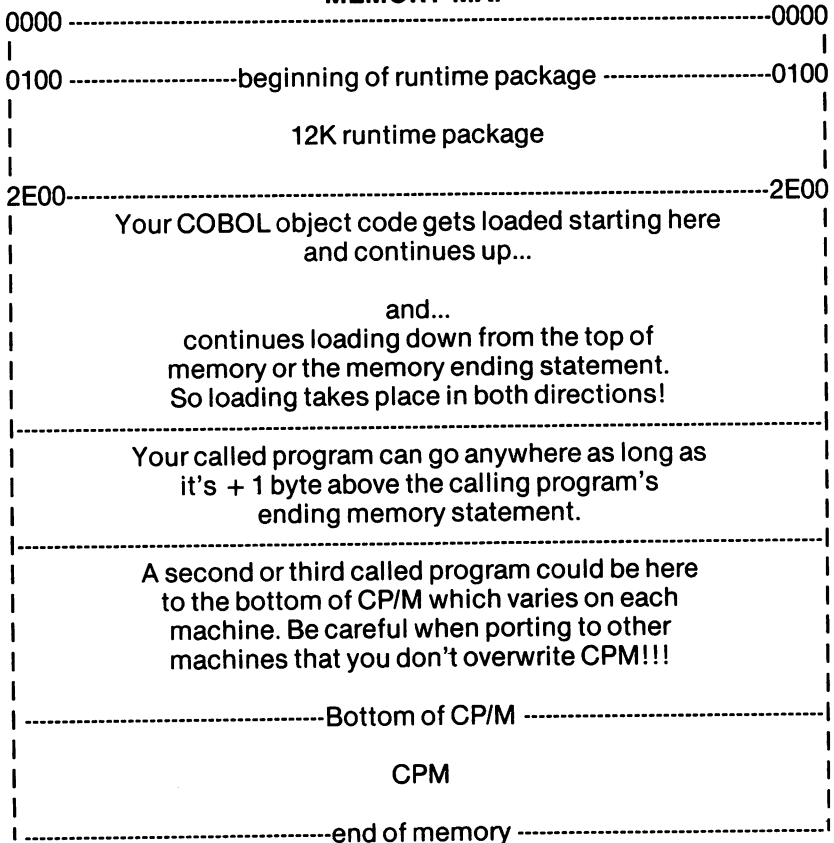 0000 ---------------------------------------------0000
0100 ----------------------beginning of runtime package ----------------------0100
12K runtime package
2E00---------------------------------------------2E00
Your COBOL object code gets loaded starting here
and continues up...
and...
continues loading down from the top of
memory or the memory ending statement.
So loading takes place in both directions!
Your called program can go anywhere as long as
it's + 1 byte above the calling program's
ending memory statement.
A second or third called program could be here
to the bottom of CP/M which varies on each
machine. Be careful when porting to other
machines that you don't overwrite CPM!!!
---------------------------------------Bottom of CP/M ---------------------------------------
CPM
---------------------------------------end of memory ---------------------------------------